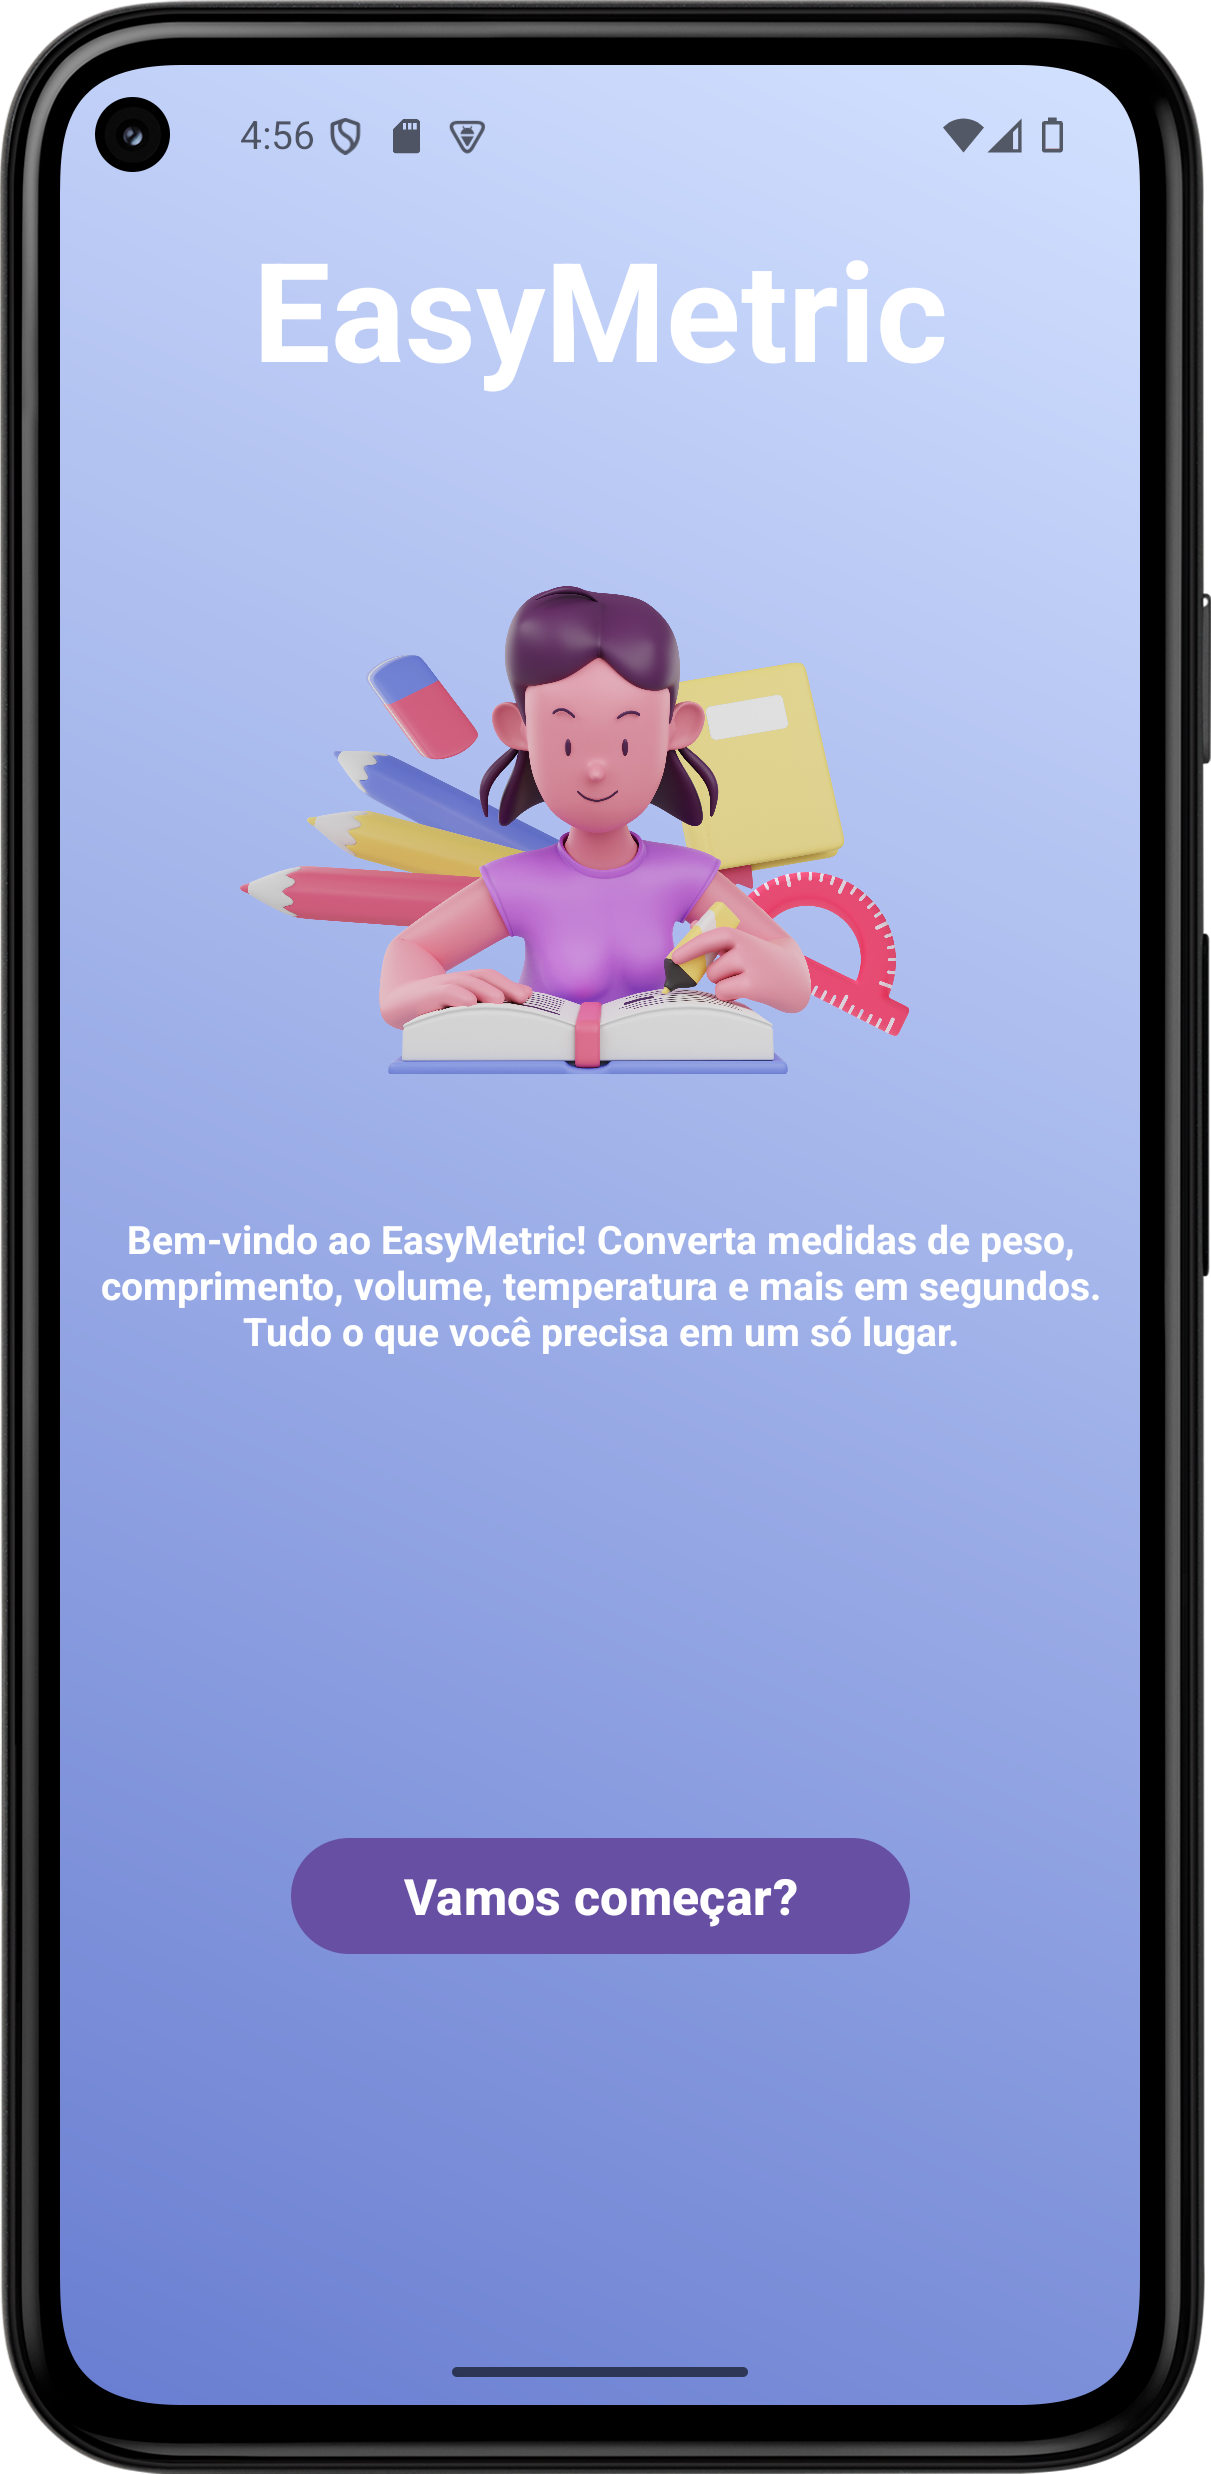 4:56
EasyMetric
Bem-vindo ao EasyMetric! Converta medidas de peso,
comprimento, volume, temperatura e mais em segundos.
Tudo o que você precisa em um só lugar.
Vamos começar?